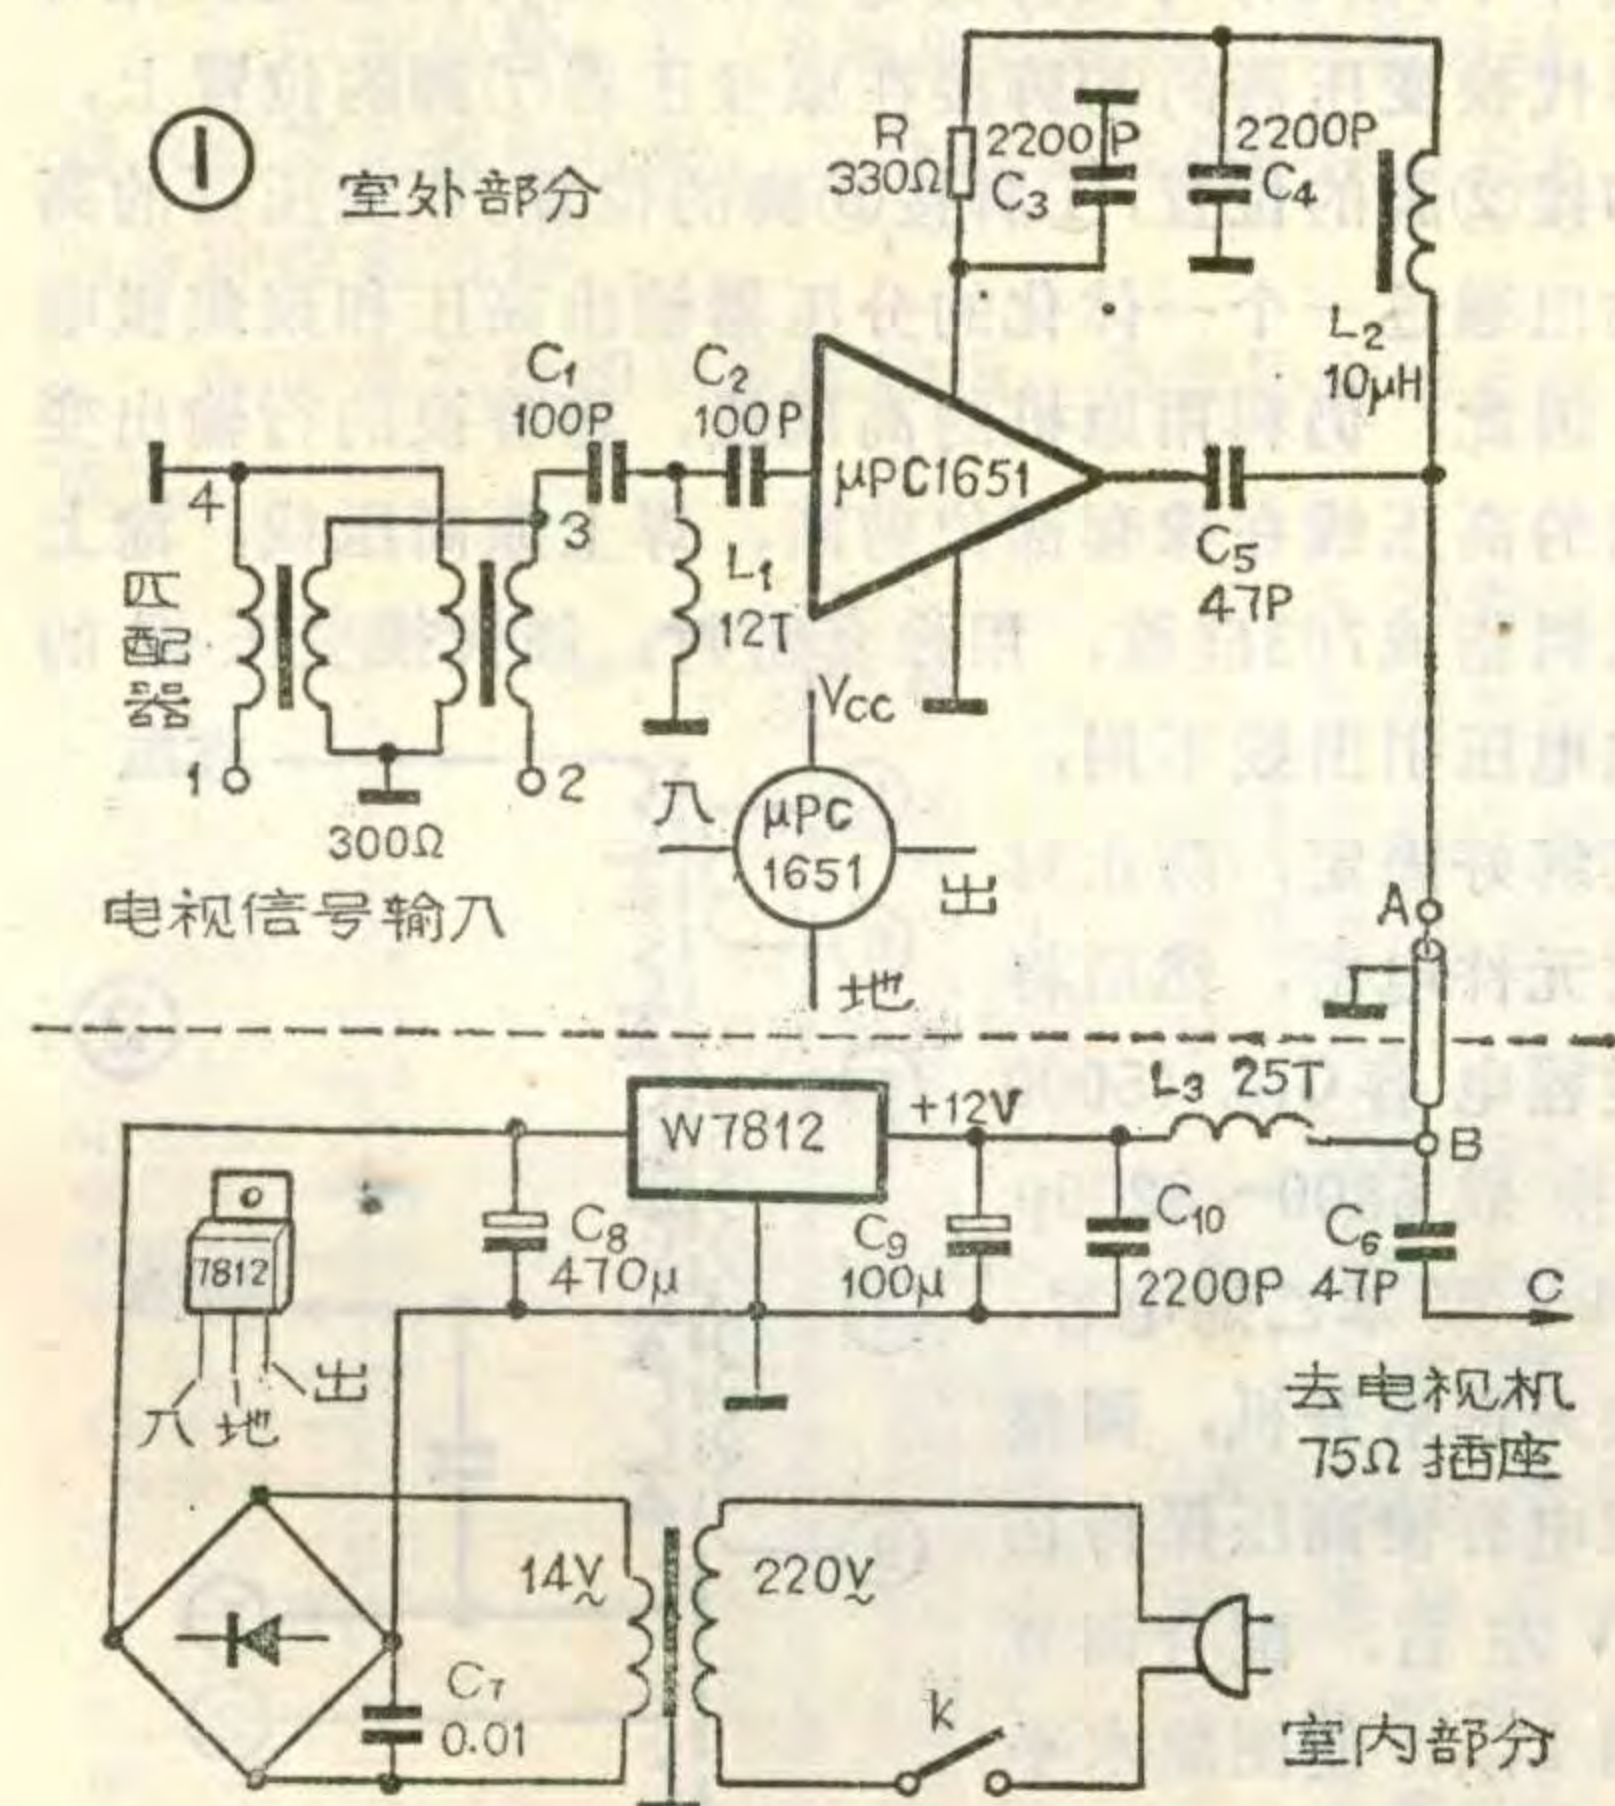 ①
室外部分
R
330Ω
2200P
C3
2200P
C4
L2
10μH
C1
100P
C2
100P
μPC1651
C5
47P
4
3
L1
12T
匹配器
1
2
300Ω
电视信号输入
Vcc
入
μPC
1651
出
地
A
L3 25T
W7812
+12V
B
C8
470μ
C9
100μ
C10
2200P
C6
47P
C
7812
入 地 出
去电视机
75Ω 插座
14V~
220V~
C7
0.01
k
室内部分